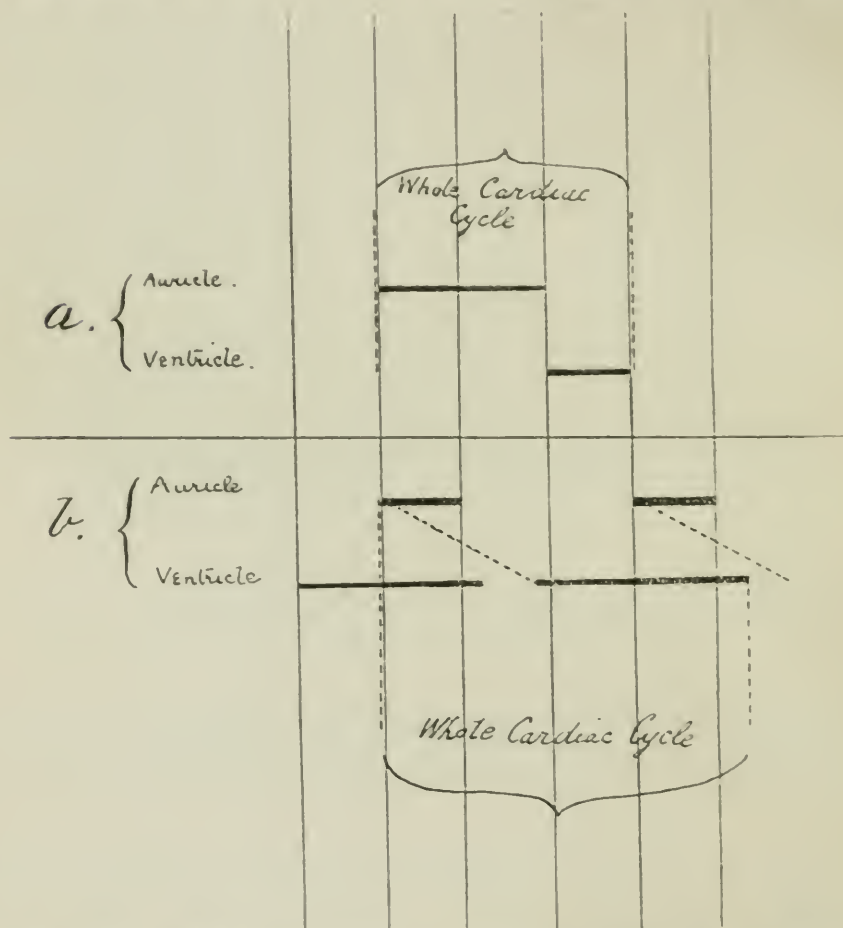 Whole Cardiac
Cycle
a.
Auricle.
Ventricle.
b.
Auricle
Ventricle
Whole Cardiac Cycle